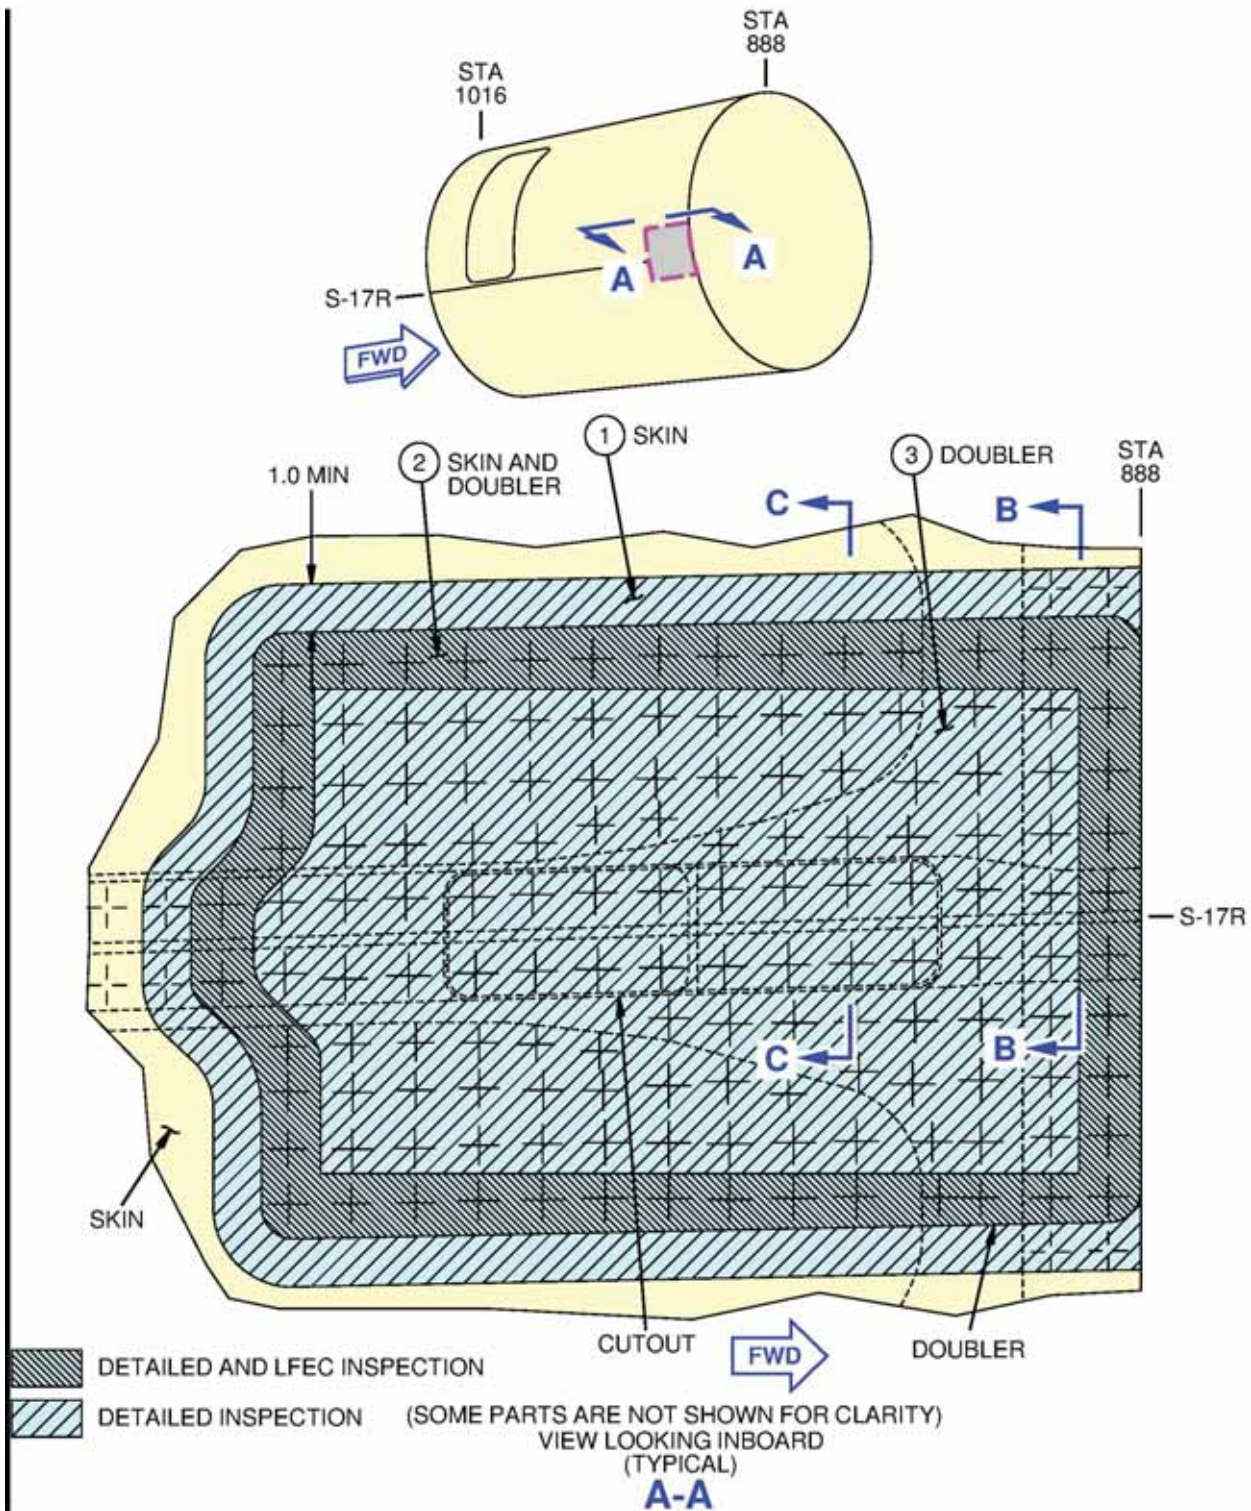 STA
888
STA
1016
A
A
S-17R
FWD
1 SKIN
2 SKIN AND
DOUBLER
3 DOUBLER
STA
888
1.0 MIN
C
B
S-17R
C
B
SKIN
CUTOUT
FWD
DOUBLER
DETAILED AND LFEC INSPECTION
DETAILED INSPECTION
(SOME PARTS ARE NOT SHOWN FOR CLARITY)
VIEW LOOKING INBOARD
(TYPICAL)
A-A